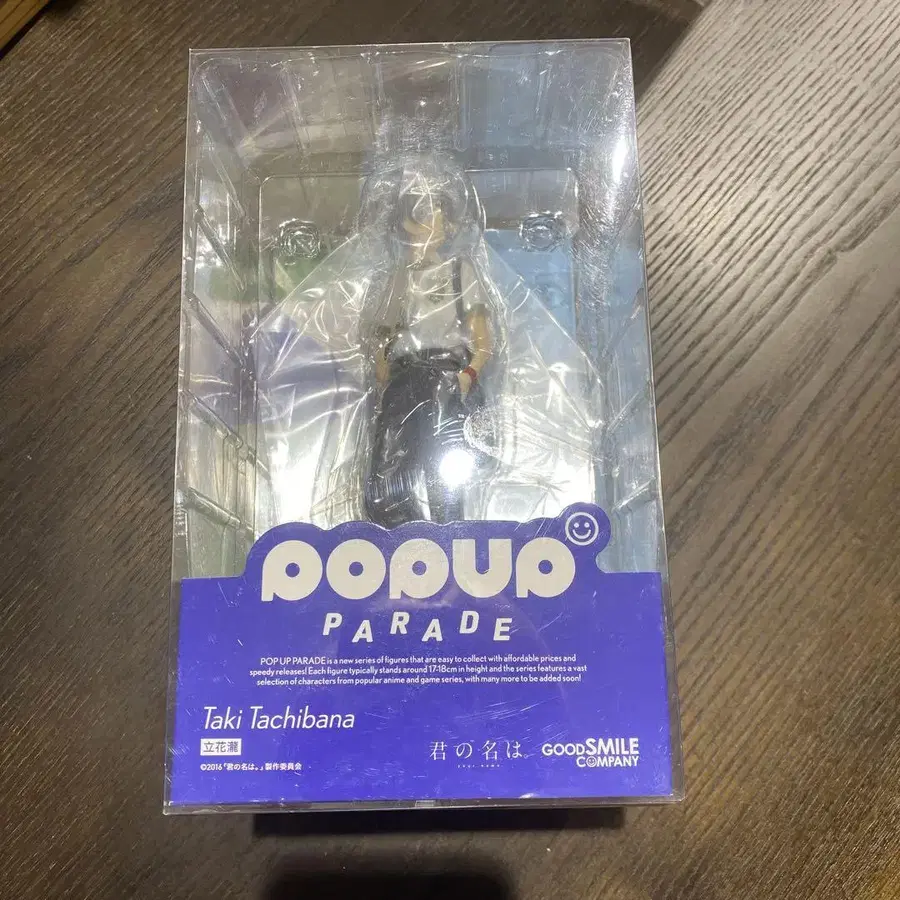 POPUP
PARADE
POP UP PARADE is a new series of figures that are easy to collect with affordable prices and
speedy releases! Each figure typically stands around 17-18cm in height and the series features a vast
selection of characters from popular anime and game series, with many more to be added soon!
Taki Tachibana
立花瀧
君の名は。
GOOD SMILE
COMPANY
©2016「君の名は。」製作委員会